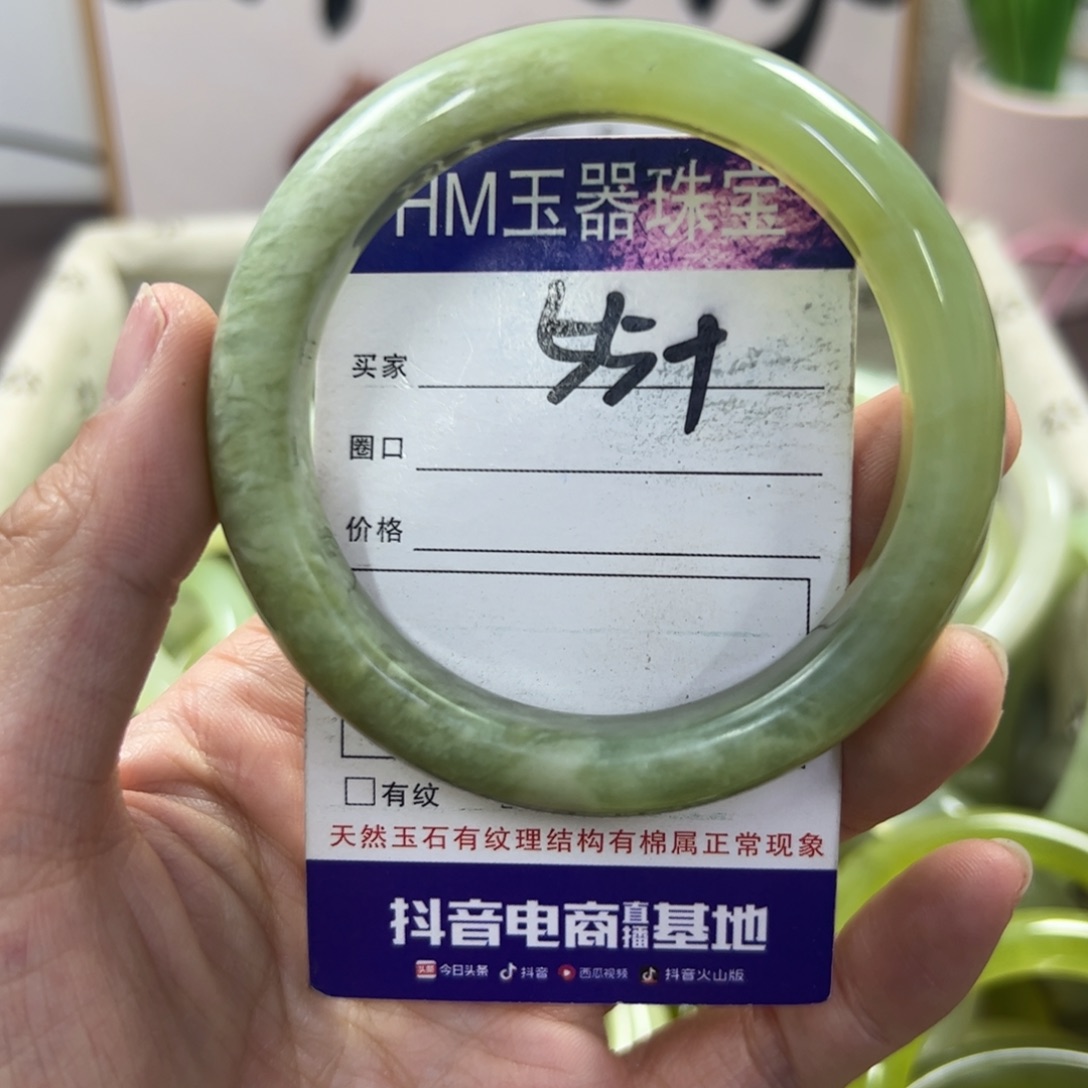 HM玉器珠宝
买家
圈口
价格
有纹
天然玉石有纹理结构有棉属正常现象
抖音电商直播基地
头条 今日头条 抖音 西瓜视频 抖音火山版